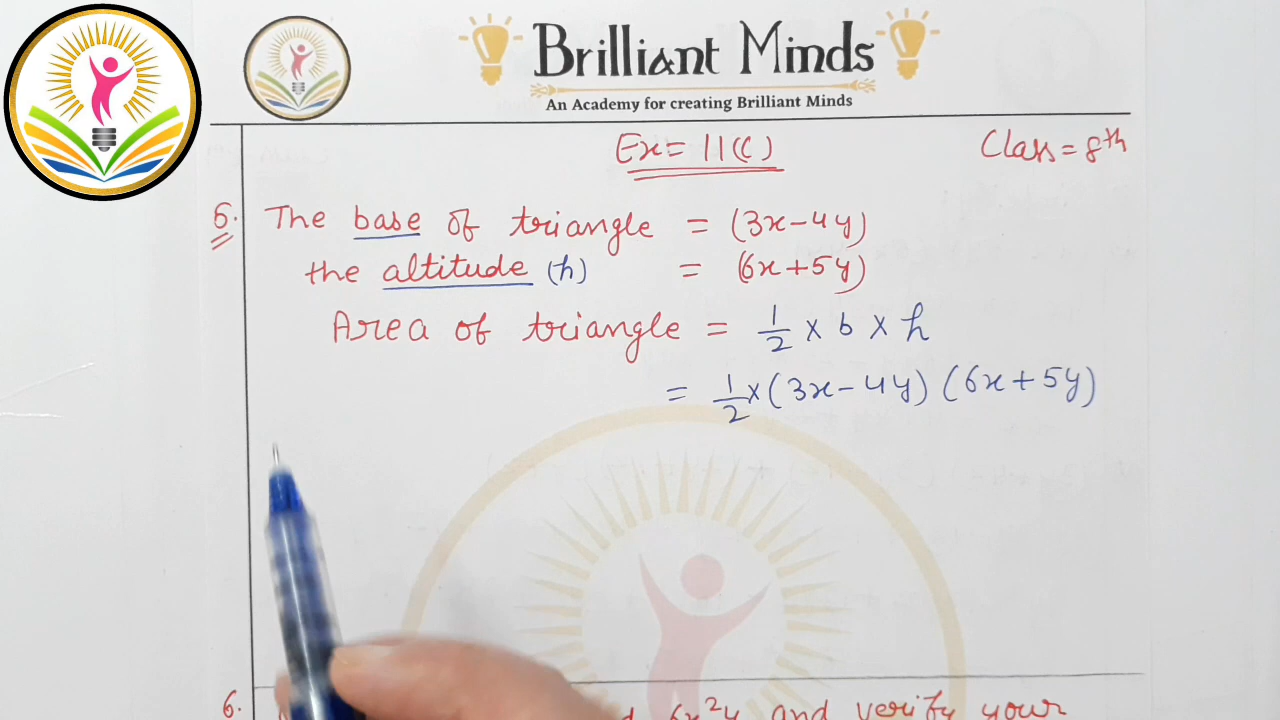 Brilliant Minds
An Academy for creating Brilliant Minds
Ex= 11(C) Class = 8th
5. The base of triangle = (3x-4y)
the altitude (h) = (6x+5y)
Area of triangle = 1/2 × b × h
= 1/2 × (3x-4y) (6x+5y)
6. 6x²y and verify your